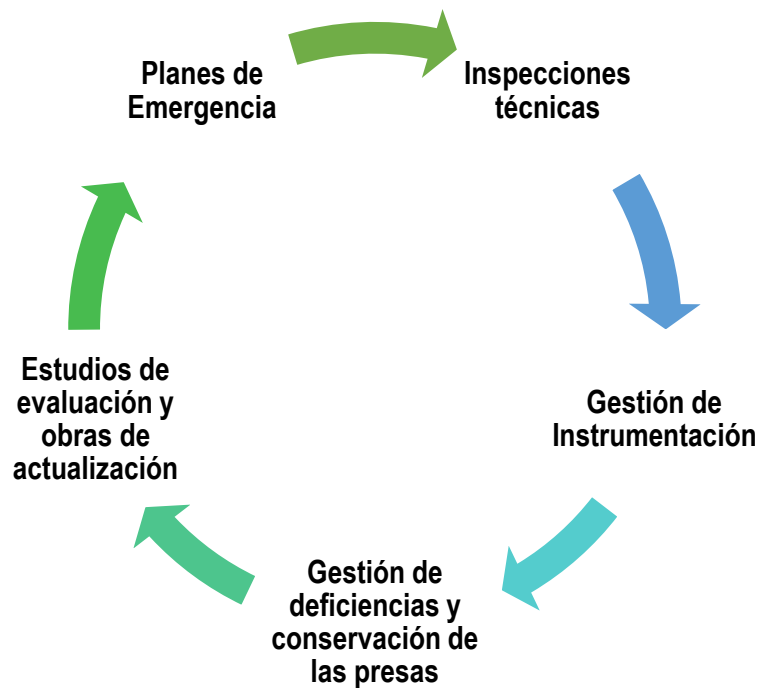 Planes de
Emergencia
Inspecciones
técnicas
Gestión de
Instrumentación
Gestión de
deficiencias y
conservación de
las presas
Estudios de
evaluación y
obras de
actualización